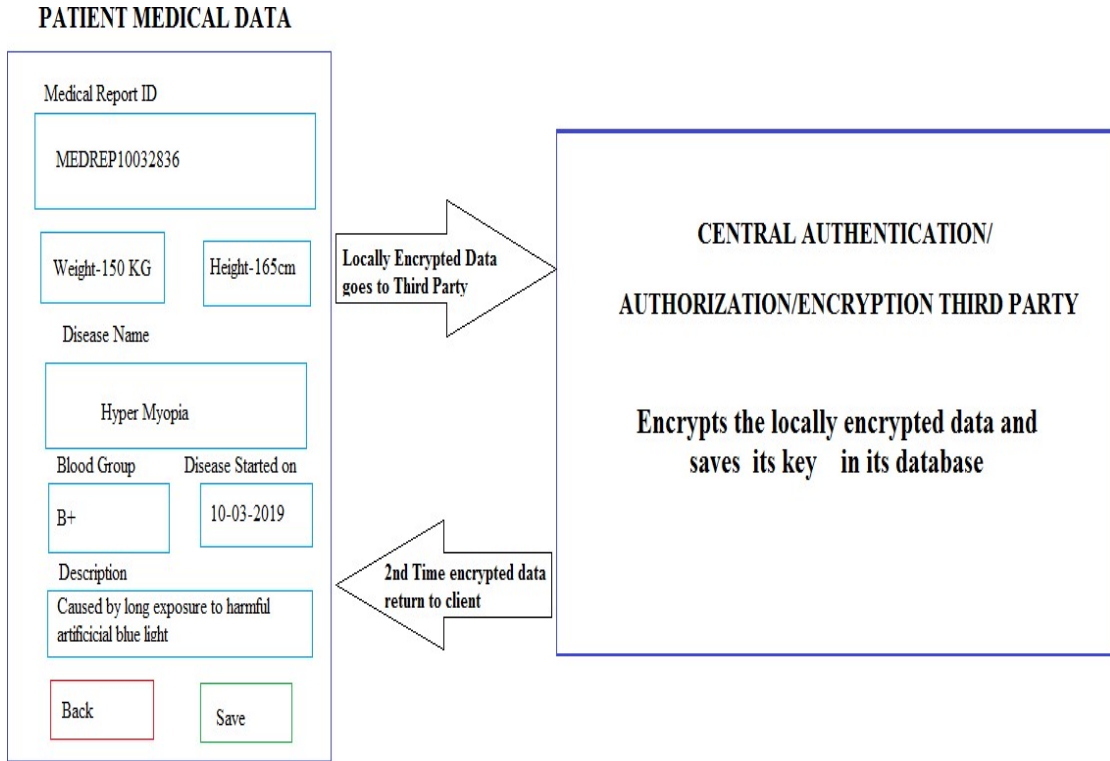 PATIENT MEDICAL DATA
Medical Report ID
MEDREP10032836
Weight-150 KG
Height-165cm
Disease Name
Hyper Myopia
Blood Group
Disease Started on
B+
10-03-2019
Description
Caused by long exposure to harmful
artificicial blue light
Back
Save
Locally Encrypted Data
goes to Third Party
2nd Time encrypted data
return to client
CENTRAL AUTHENTICATION/
AUTHORIZATION/ENCRYPTION THIRD PARTY
Encrypts the locally encrypted data and
saves its key in its database